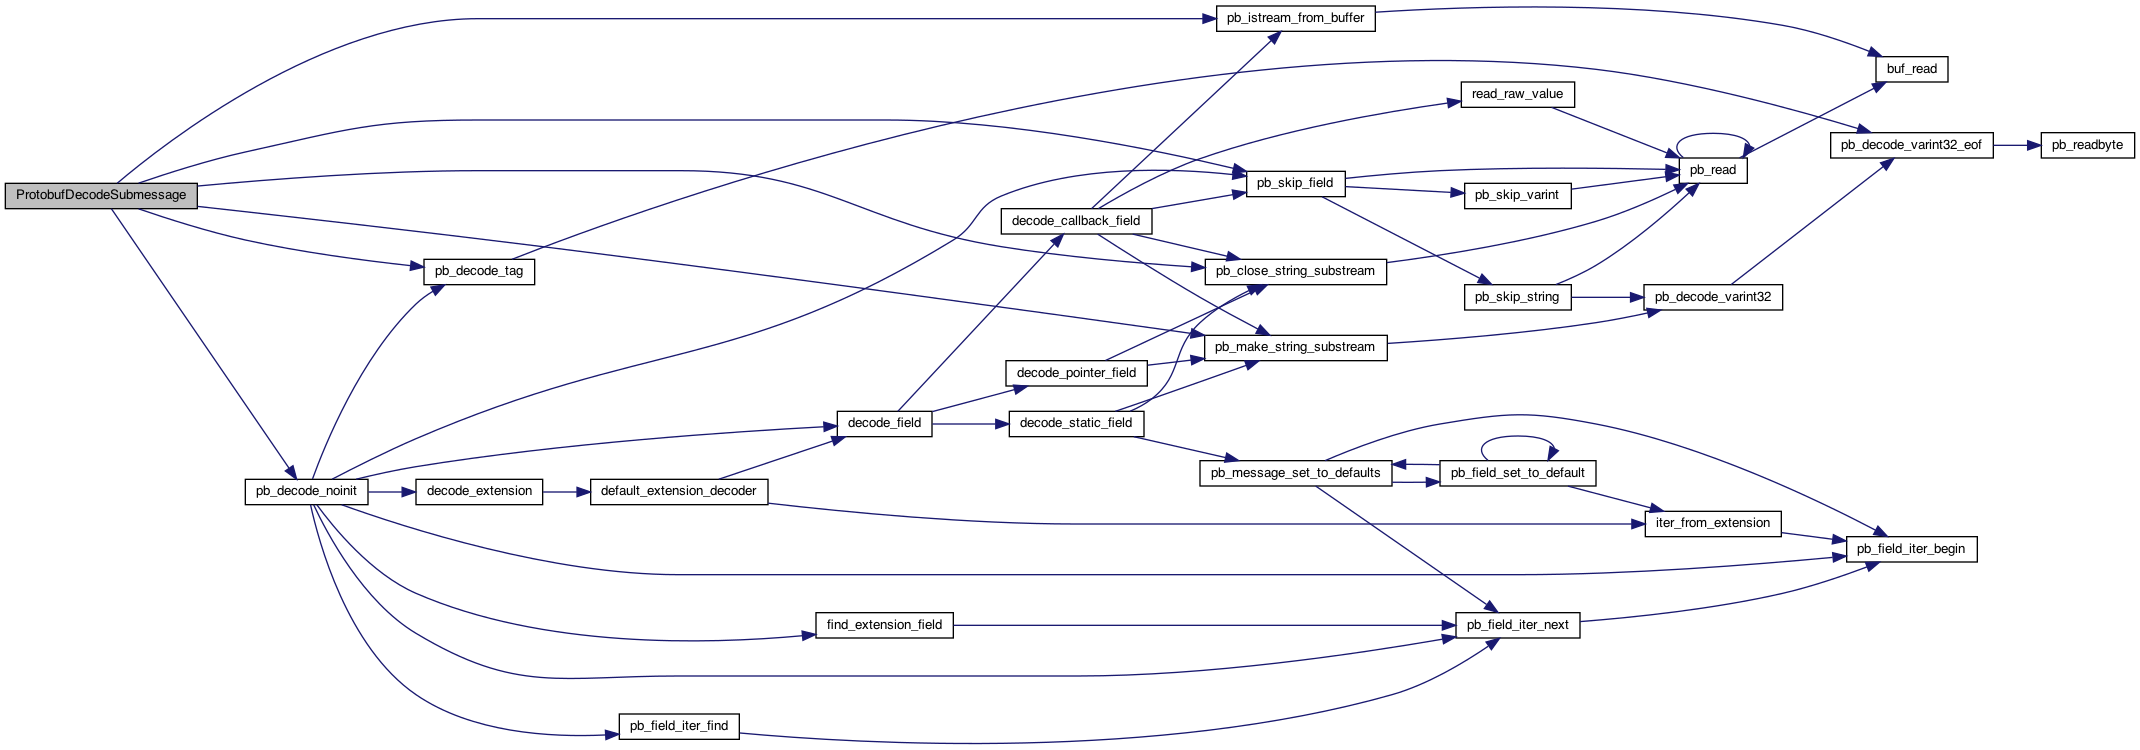 pb_istream_from_buffer
buf_read
read_raw_value
pb_decode_varint32_eof
pb_readbyte
pb_read
ProtobufDecodeSubmessage
pb_skip_field
pb_skip_varint
decode_callback_field
pb_decode_tag
pb_close_string_substream
pb_skip_string
pb_decode_varint32
pb_make_string_substream
decode_pointer_field
decode_field
decode_static_field
pb_message_set_to_defaults
pb_field_set_to_default
pb_decode_noinit
decode_extension
default_extension_decoder
iter_from_extension
pb_field_iter_begin
find_extension_field
pb_field_iter_next
pb_field_iter_find